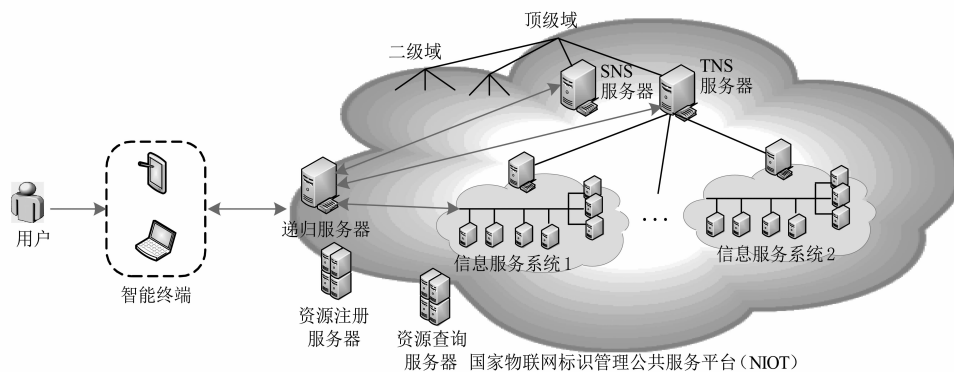 顶级域
二级域
SNS
服务器
TNS
服务器
用户
智能终端
递归服务器
信息服务系统1
···
信息服务系统2
资源注册
服务器
资源查询
服务器
国家物联网标识管理公共服务平台(NIOT)